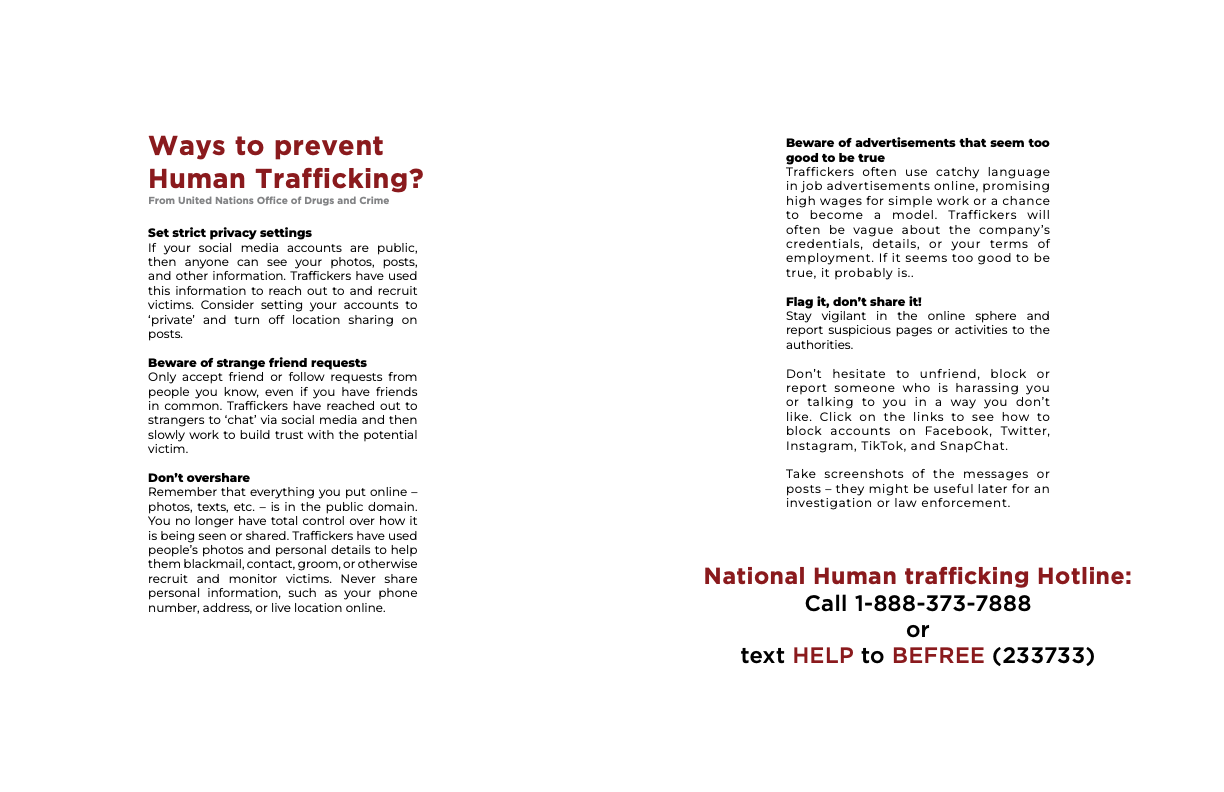 Ways to prevent
Human Trafficking?
From United Nations Office of Drugs and Crime
Set strict privacy settings
If your social media accounts are public,
then anyone can see your photos, posts,
and other information. Traffickers have used
this information to reach out to and recruit
victims. Consider setting your accounts to
‘private’ and turn off location sharing on
posts.
Beware of strange friend requests
Only accept friend or follow requests from
people you know, even if you have friends
in common. Traffickers have reached out to
strangers to ‘chat’ via social media and then
slowly work to build trust with the potential
victim.
Don’t overshare
Remember that everything you put online –
photos, texts, etc. – is in the public domain.
You no longer have total control over how it
is being seen or shared. Traffickers have used
people’s photos and personal details to help
them blackmail, contact, groom, or otherwise
recruit and monitor victims. Never share
personal information, such as your phone
number, address, or live location online.
Beware of advertisements that seem too
good to be true
Traffickers often use catchy language
in job advertisements online, promising
high wages for simple work or a chance
to become a model. Traffickers will
often be vague about the company’s
credentials, details, or your terms of
employment. If it seems too good to be
true, it probably is..
Flag it, don’t share it!
Stay vigilant in the online sphere and
report suspicious pages or activities to the
authorities.
Don’t hesitate to unfriend, block or
report someone who is harassing you
or talking to you in a way you don’t
like. Click on the links to see how to
block accounts on Facebook, Twitter,
Instagram, TikTok, and SnapChat.
Take screenshots of the messages or
posts – they might be useful later for an
investigation or law enforcement.
National Human trafficking Hotline:
Call 1-888-373-7888
or
text HELP to BEFREE (233733)